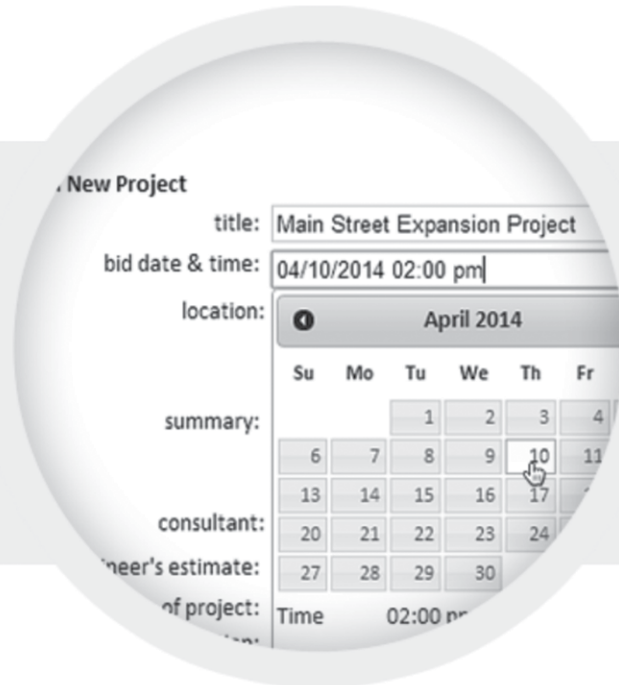 New Project
title: Main Street Expansion Project
bid date & time: 04/10/2014 02:00 pm
location:
April 2014
Su Mo Tu We Th Fr
1 2 3 4
summary:
6 7 8 9 10 11
13 14 15 16 17
consultant:
20 21 22 23 24
estimate:
27 28 29 30
of project: Time 02:00